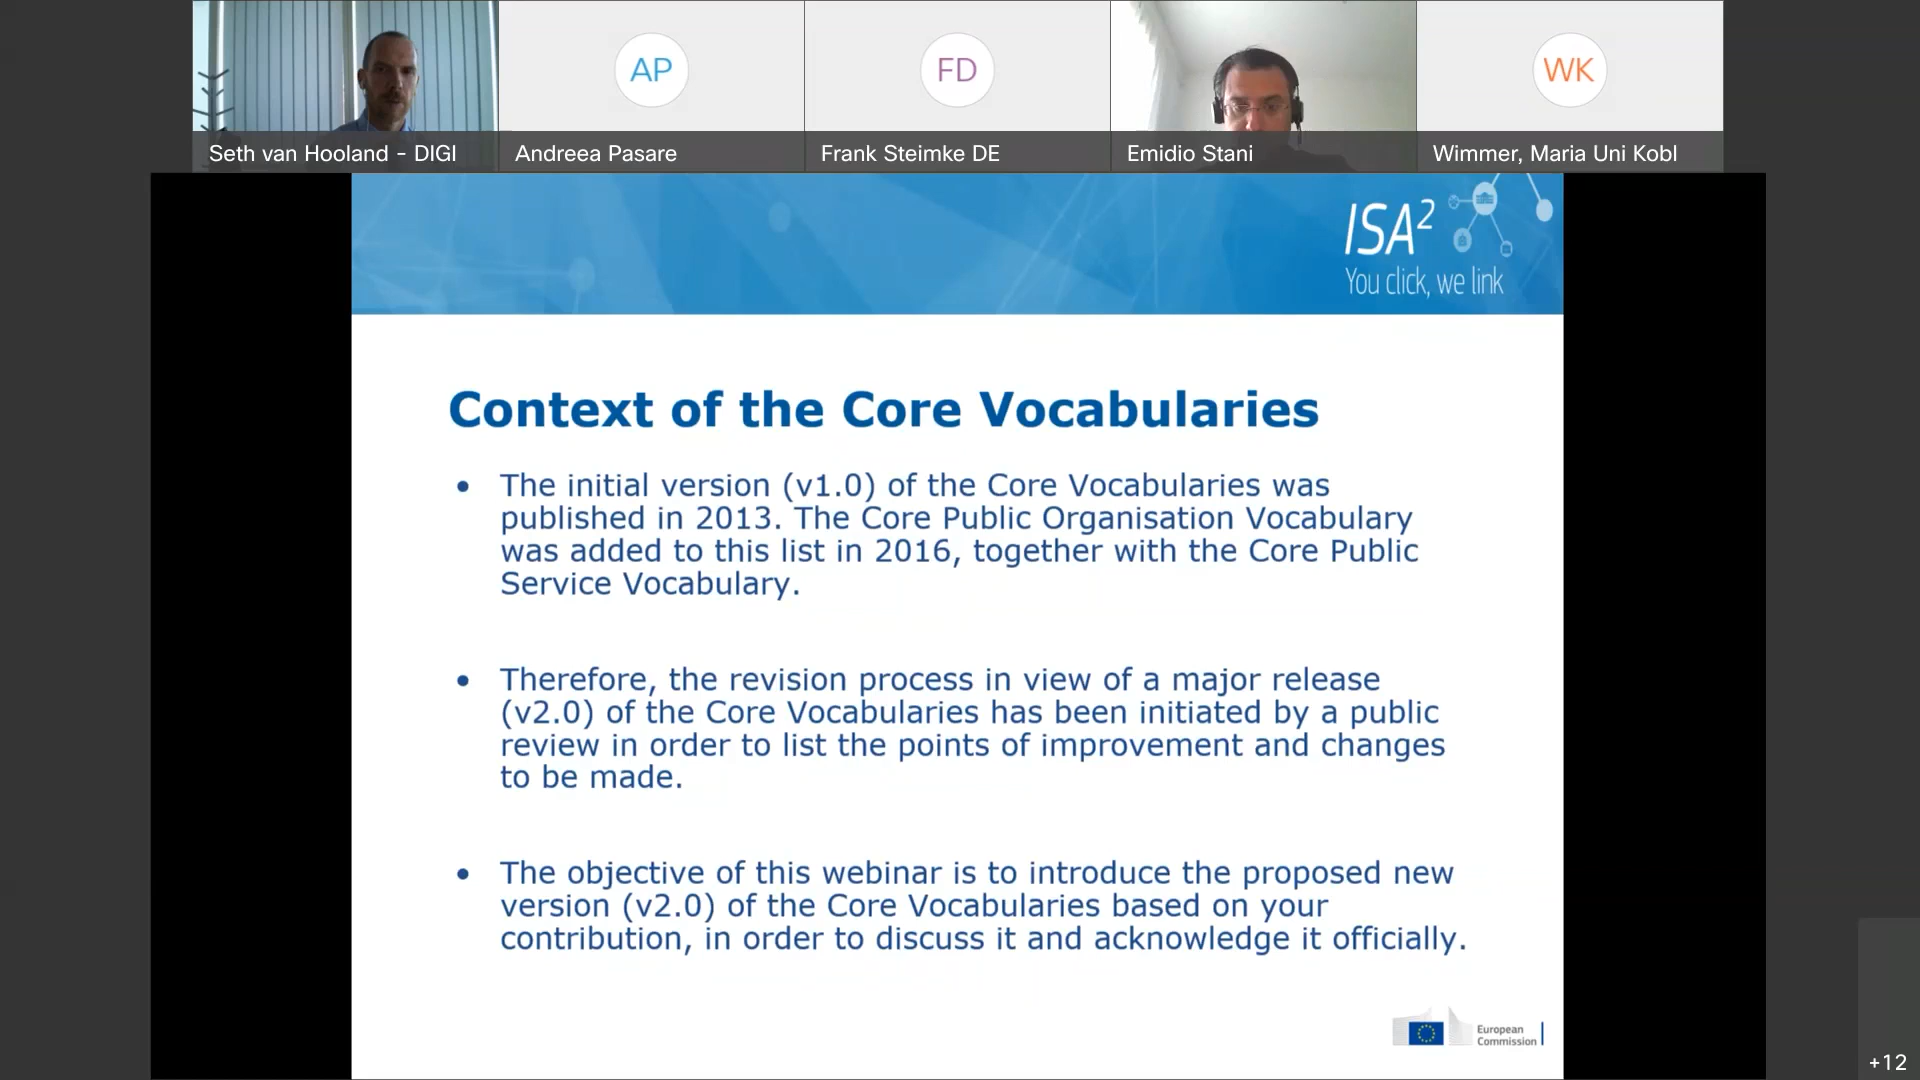 AP
FD
WK
Seth van Hooland - DIGI
Andreea Pasare
Frank Steimke DE
Emidio Stani
Wimmer, Maria Uni Kobl
ISA²
You click, we link
Context of the Core Vocabularies
• The initial version (v1.0) of the Core Vocabularies was
published in 2013. The Core Public Organisation Vocabulary
was added to this list in 2016, together with the Core Public
Service Vocabulary.
• Therefore, the revision process in view of a major release
(v2.0) of the Core Vocabularies has been initiated by a public
review in order to list the points of improvement and changes
to be made.
• The objective of this webinar is to introduce the proposed new
version (v2.0) of the Core Vocabularies based on your
contribution, in order to discuss it and acknowledge it officially.
European
Commission
+12